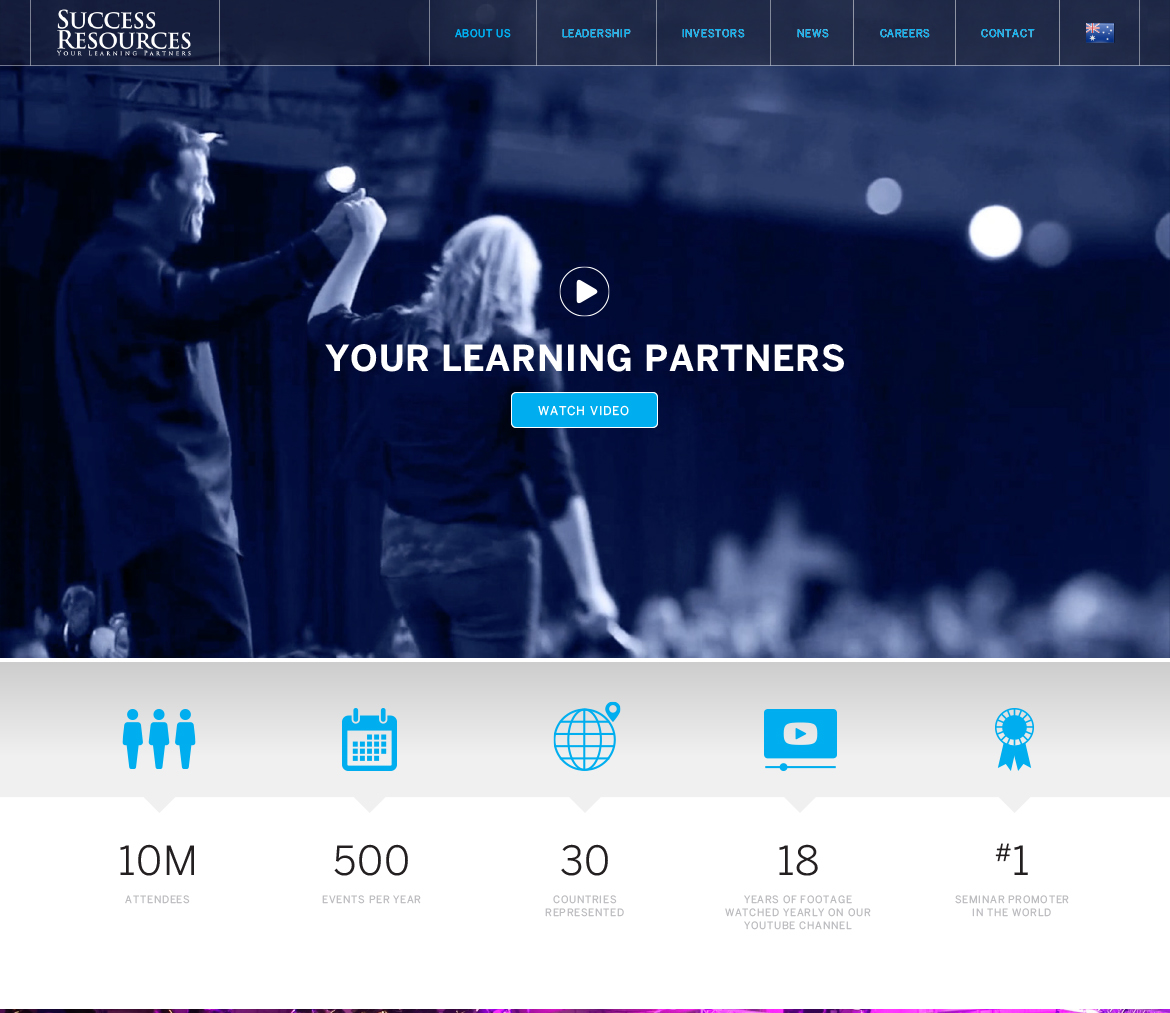 SUCCESS
RESOURCES
YOUR LEARNING PARTNERS
ABOUT US
LEADERSHIP
INVESTORS
NEWS
CAREERS
CONTACT
YOUR LEARNING PARTNERS
WATCH VIDEO
10M
ATTENDEES
500
EVENTS PER YEAR
30
COUNTRIES
REPRESENTED
18
YEARS OF FOOTAGE
WATCHED YEARLY ON OUR
YOUTUBE CHANNEL
#1
SEMINAR PROMOTER
IN THE WORLD